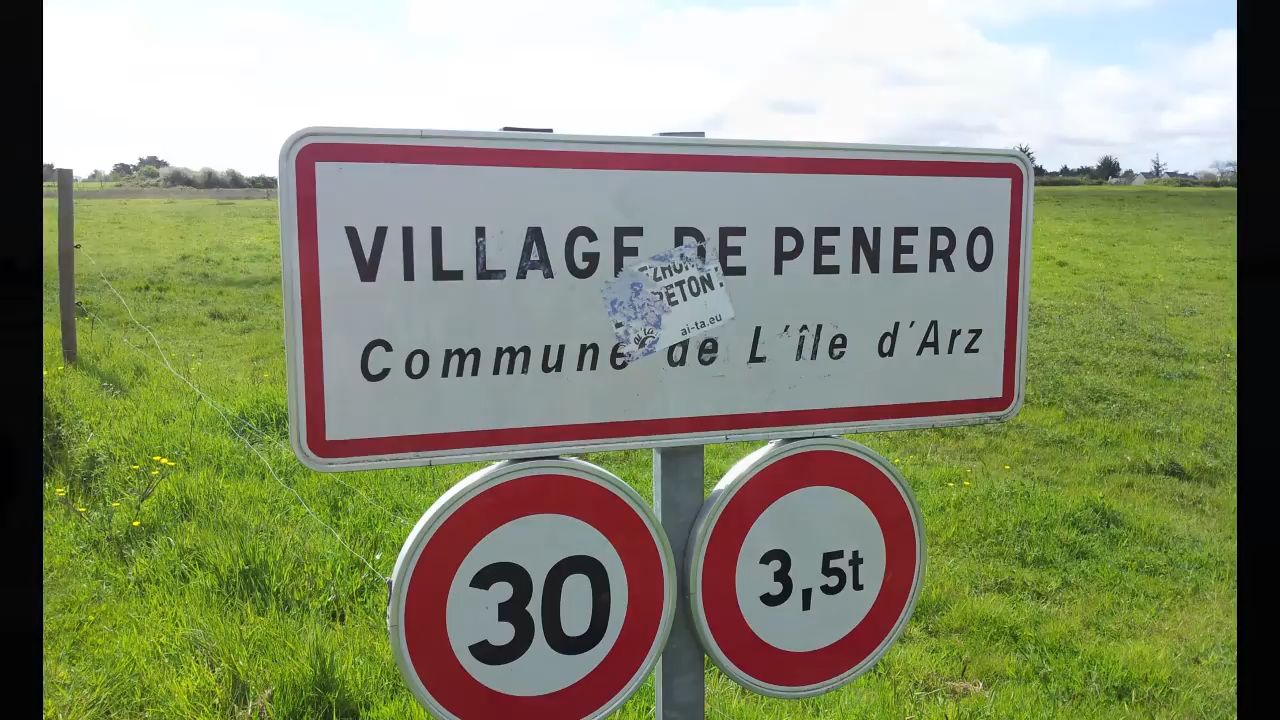 VILLAGE DE PENERO
ai-ta.eu
Commune de L'île d'Arz
30
3,5t